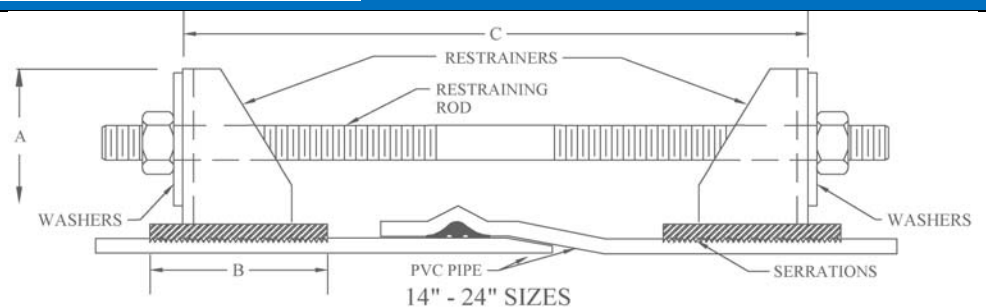 C
RESTRAINERS
RESTRAINING
ROD
A
WASHERS
WASHERS
B
PVC PIPE
SERRATIONS
14" - 24" SIZES